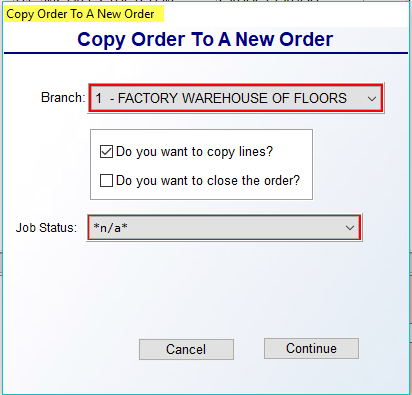 Copy Order To A New Order
Copy Order To A New Order
Branch: 1 - FACTORY WAREHOUSE OF FLOORS
Do you want to copy lines?
Do you want to close the order?
Job Status: *n/a*
Cancel Continue